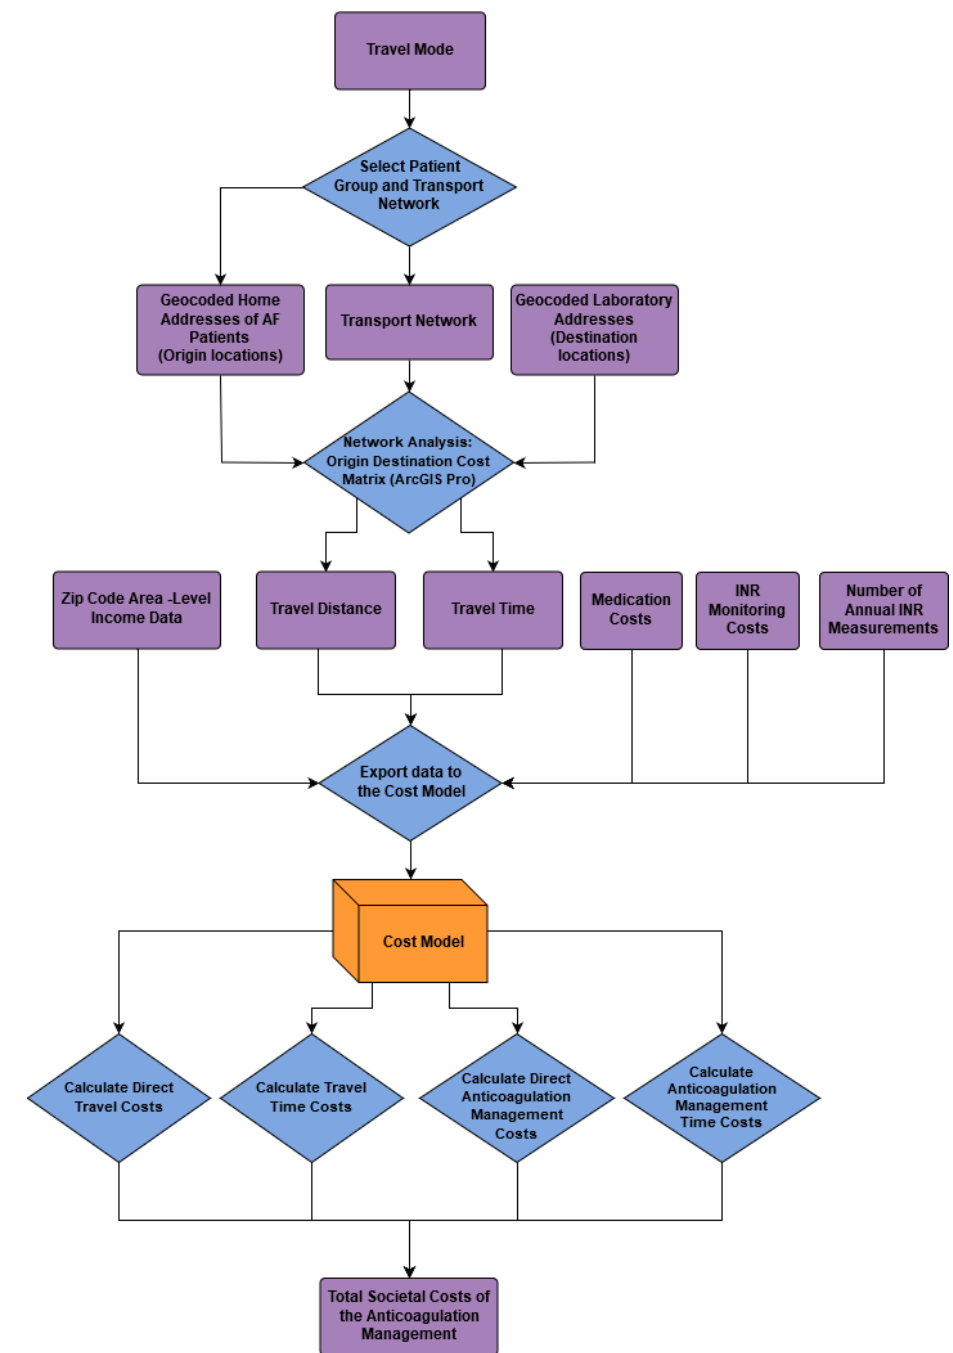 Travel Mode
Select Patient
Group and Transport
Network
Geocoded Home
Addresses of AF
Patients
(Origin locations)
Transport Network
Geocoded Laboratory
Addresses
(Destination
locations)
Network Analysis:
Origin Destination Cost
Matrix (ArcGIS Pro)
Zip Code Area -Level
Income Data
Travel Distance
Travel Time
Medication
Costs
INR
Monitoring
Costs
Number of
Annual INR
Measurements
Export data to
the Cost Model
Cost Model
Calculate Direct
Travel Costs
Calculate Travel
Time Costs
Calculate Direct
Anticoagulation
Management
Costs
Calculate
Anticoagulation
Management
Time Costs
Total Societal Costs of
the Anticoagulation
Management